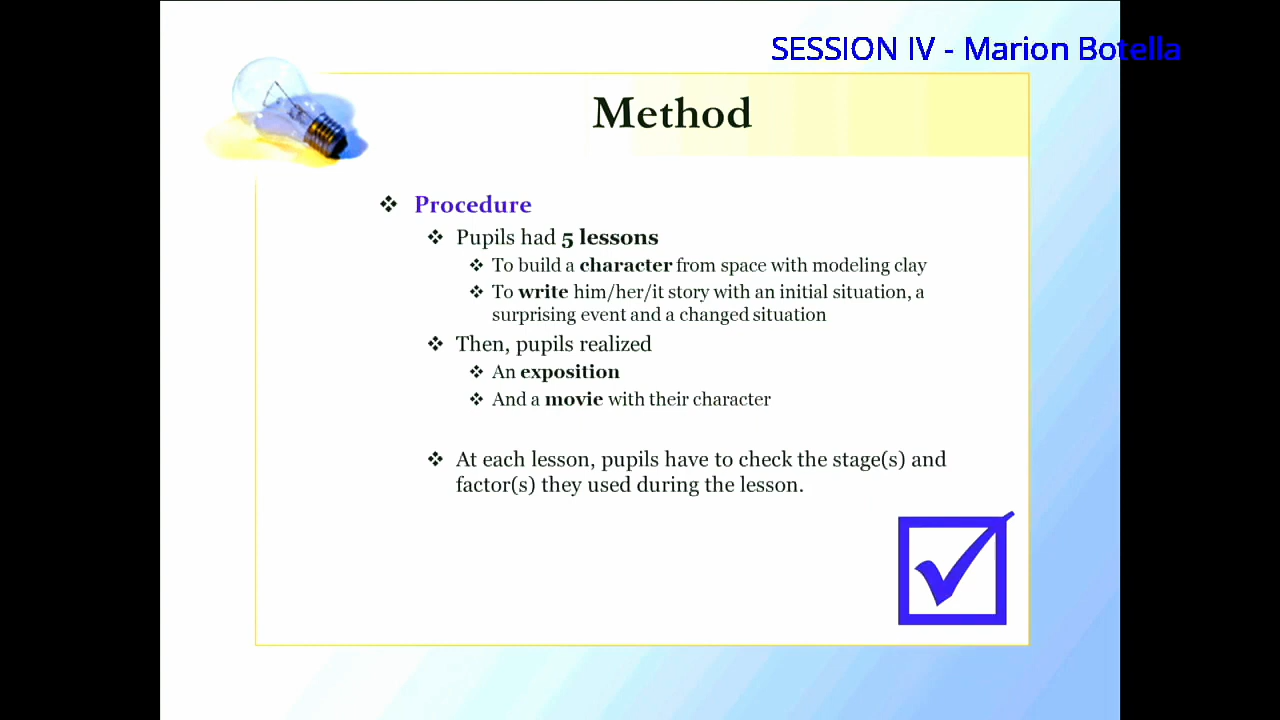 SESSION IV - Marion Botella
Method
❖ Procedure
❖ Pupils had 5 lessons
❖ To build a character from space with modeling clay
❖ To write him/her/it story with an initial situation, a
surprising event and a changed situation
❖ Then, pupils realized
❖ An exposition
❖ And a movie with their character
❖ At each lesson, pupils have to check the stage(s) and
factor(s) they used during the lesson.